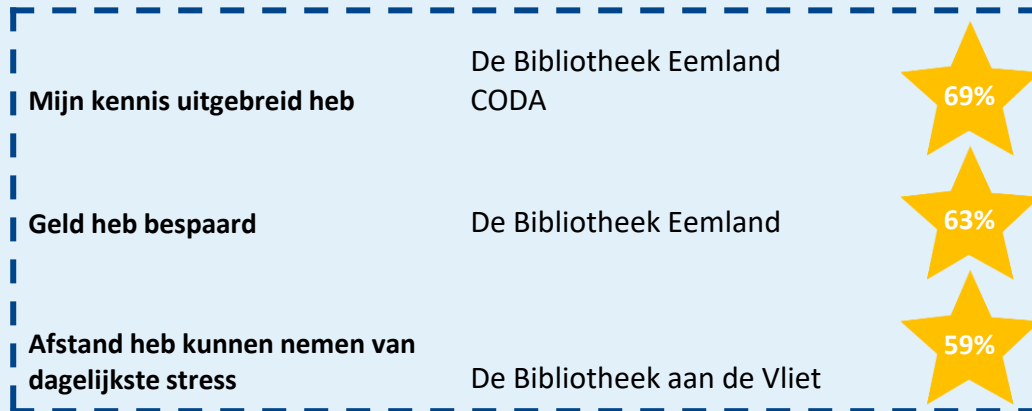 De Bibliotheek Eemland
Mijn kennis uitgebreid heb
CODA
69%
Geld heb bespaard
De Bibliotheek Eemland
63%
Afstand heb kunnen nemen van
dagelijkste stress
De Bibliotheek aan de Vliet
59%